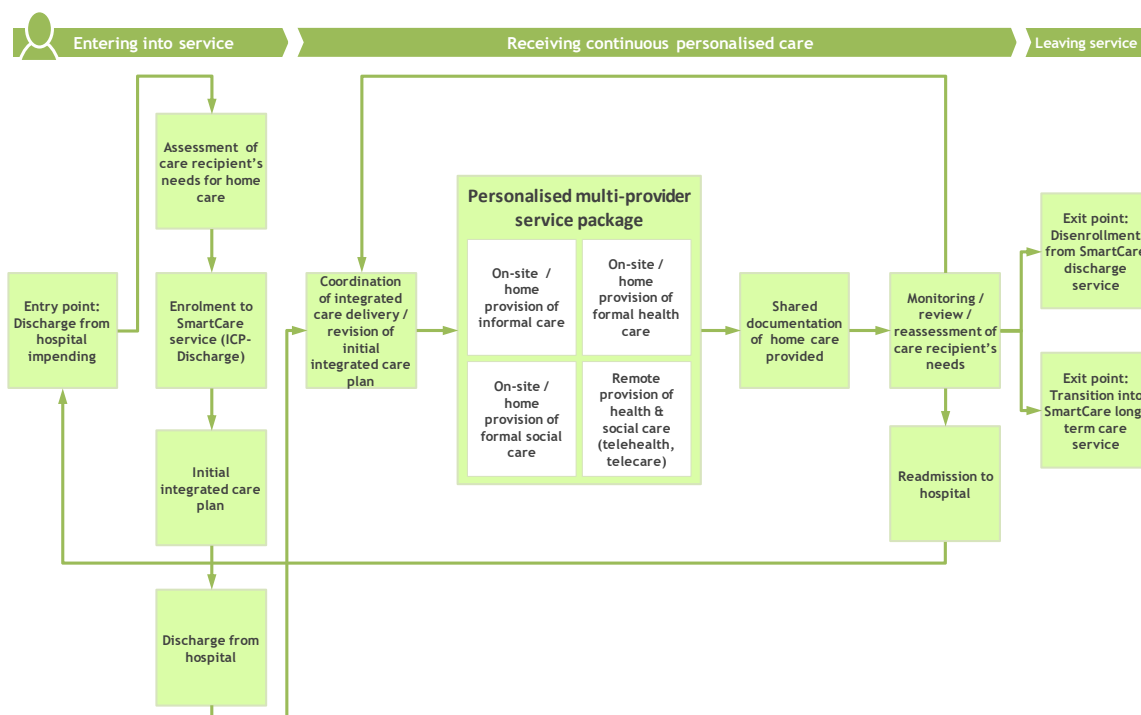 Entering into service
Receiving continuous personalised care
Leaving service
Assessment of
care recipient's
needs for home
care
Entry point:
Discharge from
hospital
impending
Enrolment to
SmartCare
service (ICP-
Discharge)
Initial
integrated care
plan
Discharge from
hospital
Coordination
of integrated
care delivery /
revision of
initial
integrated care
plan
Personalised multi-provider
service package
On-site /
home
provision of
informal care
On-site /
home
provision of
formal health
care
On-site /
home
provision of
formal social
care
Remote
provision of
health &
social care
(telehealth,
telecare)
Shared
documentation
of home care
provided
Monitoring /
review /
reassessment of
care recipient's
needs
Readmission to
hospital
Exit point:
Disenrollment
from SmartCare
discharge
service
Exit point:
Transition into
SmartCare long-
term care
service